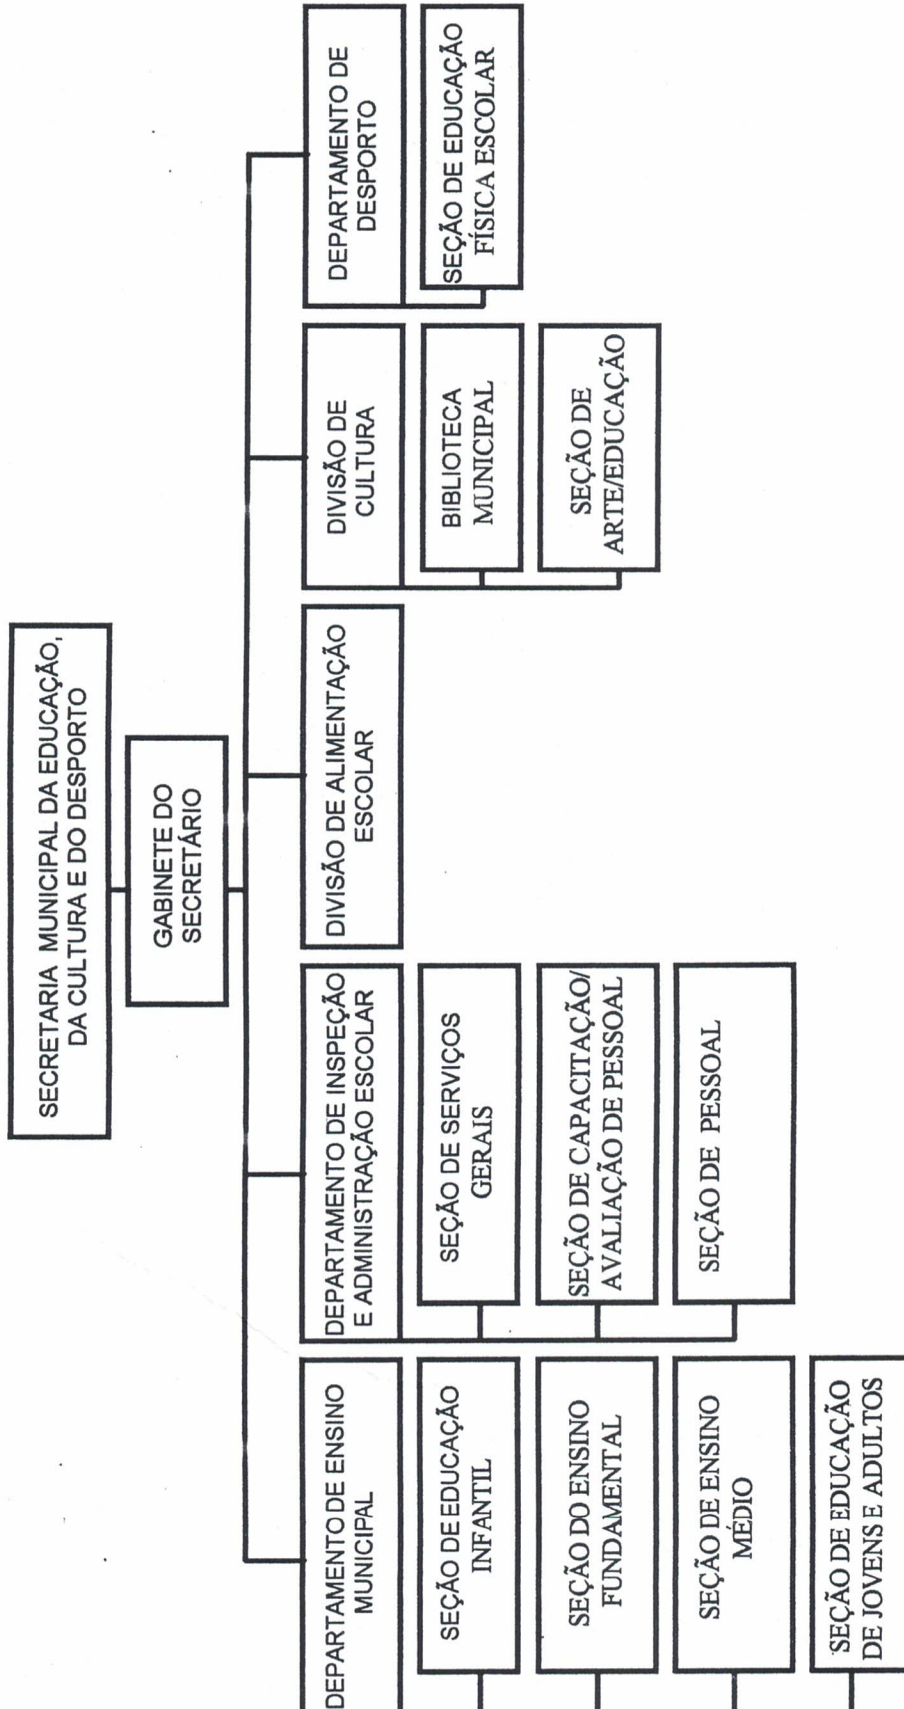 SECRETARIA MUNICIPAL DA EDUCAÇÃO,
DA CULTURA E DO DESPORTO
GABINETE DO
SECRETÁRIO
DEPARTAMENTO DE ENSINO
MUNICIPAL
SEÇÃO DE EDUCAÇÃO
INFANTIL
SEÇÃO DO ENSINO
FUNDAMENTAL
SEÇÃO DE ENSINO
MÉDIO
SEÇÃO DE EDUCAÇÃO
DE JOVENS E ADULTOS
DEPARTAMENTO DE INSPEÇÃO
E ADMINISTRAÇÃO ESCOLAR
SEÇÃO DE SERVIÇOS
GERAIS
SEÇÃO DE CAPACITAÇÃO/
AVALIAÇÃO DE PESSOAL
SEÇÃO DE PESSOAL
DIVISÃO DE ALIMENTAÇÃO
ESCOLAR
DIVISÃO DE
CULTURA
BIBLIOTECA
MUNICIPAL
SEÇÃO DE
ARTE/EDUCAÇÃO
DEPARTAMENTO DE
DESPORTO
SEÇÃO DE EDUCAÇÃO
FÍSICA ESCOLAR